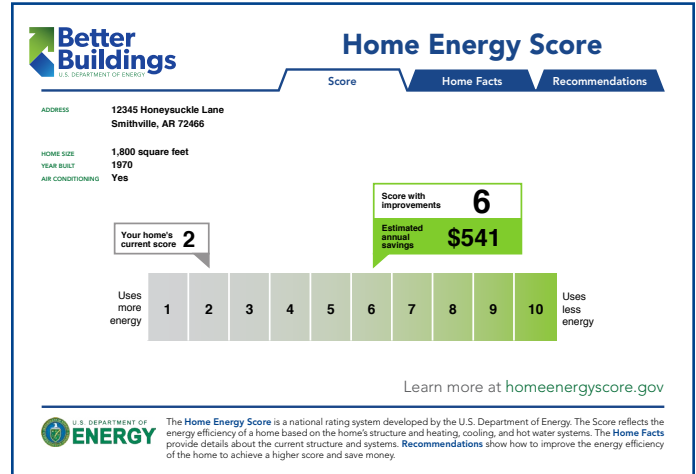 Better
Buildings
U.S. DEPARTMENT OF ENERGY
Home Energy Score
Score
Home Facts
Recommendations
ADDRESS 12345 Honeysuckle Lane
Smithville, AR 72466
HOME SIZE 1,800 square feet
YEAR BUILT 1970
AIR CONDITIONING Yes
Score with
improvements 6
Estimated
annual
savings $541
Your home's
current score 2
Uses
more
energy
1 2 3 4 5 6 7 8 9 10
Uses
less
energy
Learn more at homeenergyscore.gov
U.S. DEPARTMENT OF
ENERGY
The Home Energy Score is a national rating system developed by the U.S. Department of Energy. The Score reflects the
energy efficiency of a home based on the home's structure and heating, cooling, and hot water systems. The Home Facts
provide details about the current structure and systems. Recommendations show how to improve the energy efficiency
of the home to achieve a higher score and save money.